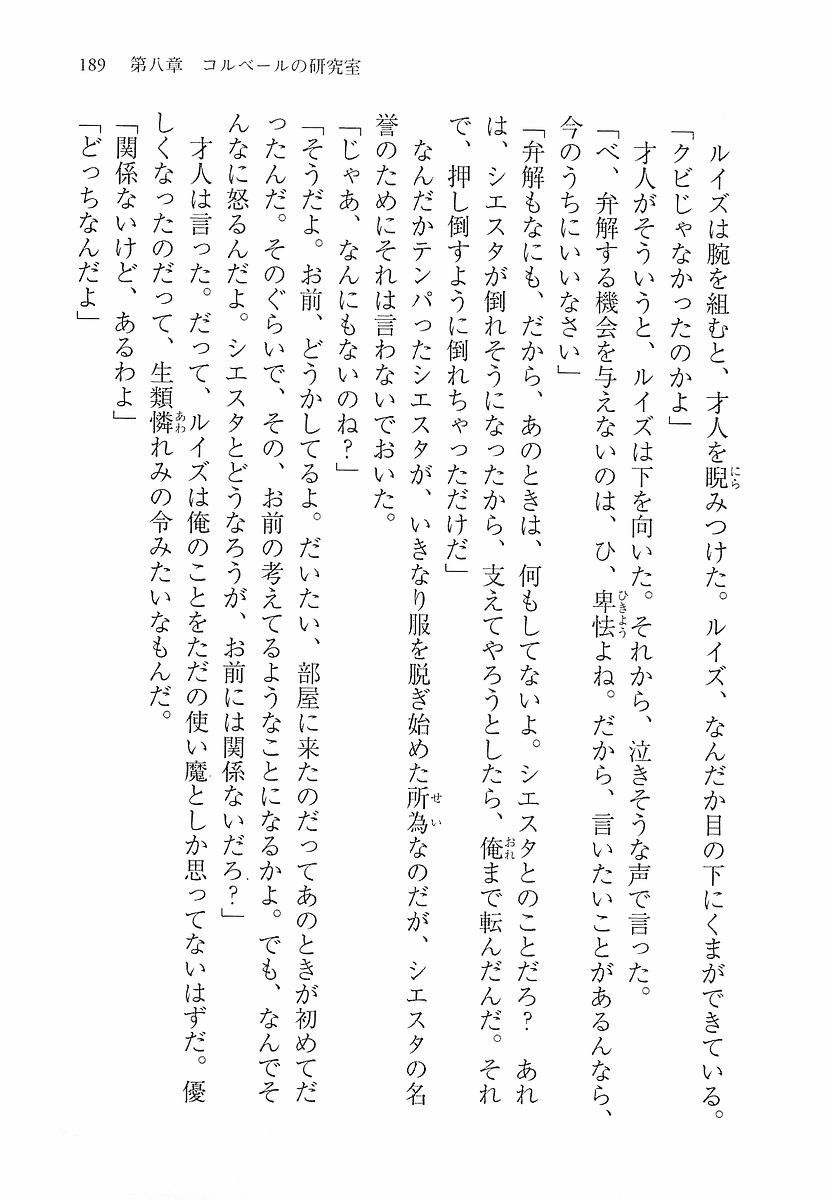 189　第八章　コルベールの研究室
　ルイズは腕を組むと、才人を睨みつけた。ルイズ、なんだか目の下にくまができている。
「クビじゃなかったのかよ」
　才人がそういうと、ルイズは下を向いた。それから、泣きそうな声で言った。
「べ、弁解する機会を与えないのは、ひ、卑怯よね。だから、言いたいことがあるんなら、
今のうちにいいなさい」
「弁解もなにも、だから、あのときは、何もしてないよ。シエスタとのことだろ？　あれ
は、シエスタが倒れそうになったから、支えてやろうとしたら、俺まで転んだんだ。それ
で、押し倒すように倒れちゃっただけだ」
　なんだかテンパったシエスタが、いきなり服を脱ぎ始めた所為なのだが、シエスタの名
誉のためにそれは言わないでおいた。
「じゃあ、なんにもないのね？」
「そうだよ。お前、どうかしてるよ。だいたい、部屋に来たのだってあのときが初めてだ
ったんだ。そのぐらいで、その、お前の考えてるようなことになるかよ。でも、なんでそ
んなに怒るんだよ。シエスタとどうなろうが、お前には関係ないだろ？」
　才人は言った。だって、ルイズは俺のことをただの使い魔としか思ってないはずだ。優
しくなったのだって、生類憐れみの令みたいなもんだ。
「関係ないけど、あるわよ」
「どっちなんだよ」